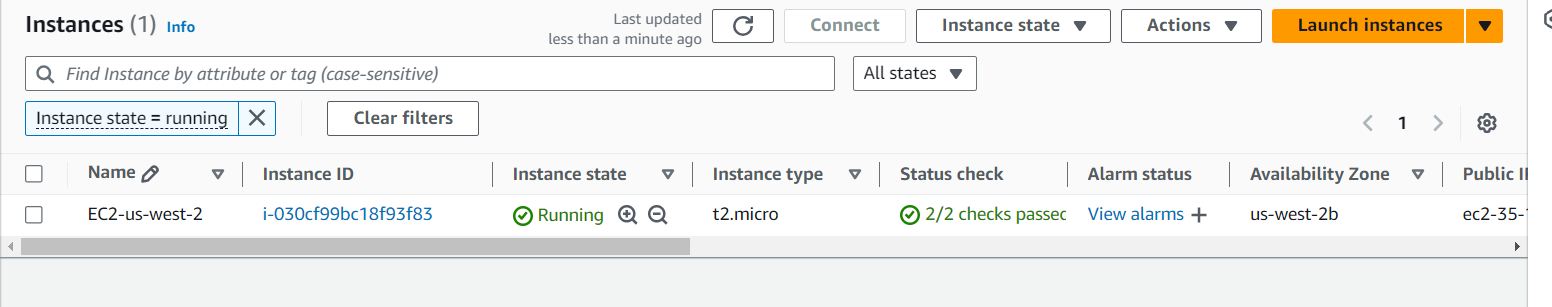 Instances (1) Info
Last updated
less than a minute ago
Connect
Instance state
Actions
Launch instances
Find Instance by attribute or tag (case-sensitive)
All states
Instance state = running
Clear filters
1
Name Instance ID Instance state Instance type Status check Alarm status Availability Zone Public
EC2-us-west-2 i-030cf99bc18f93f83 Running t2.micro 2/2 checks View alarms + us-west-2b ec2-35-